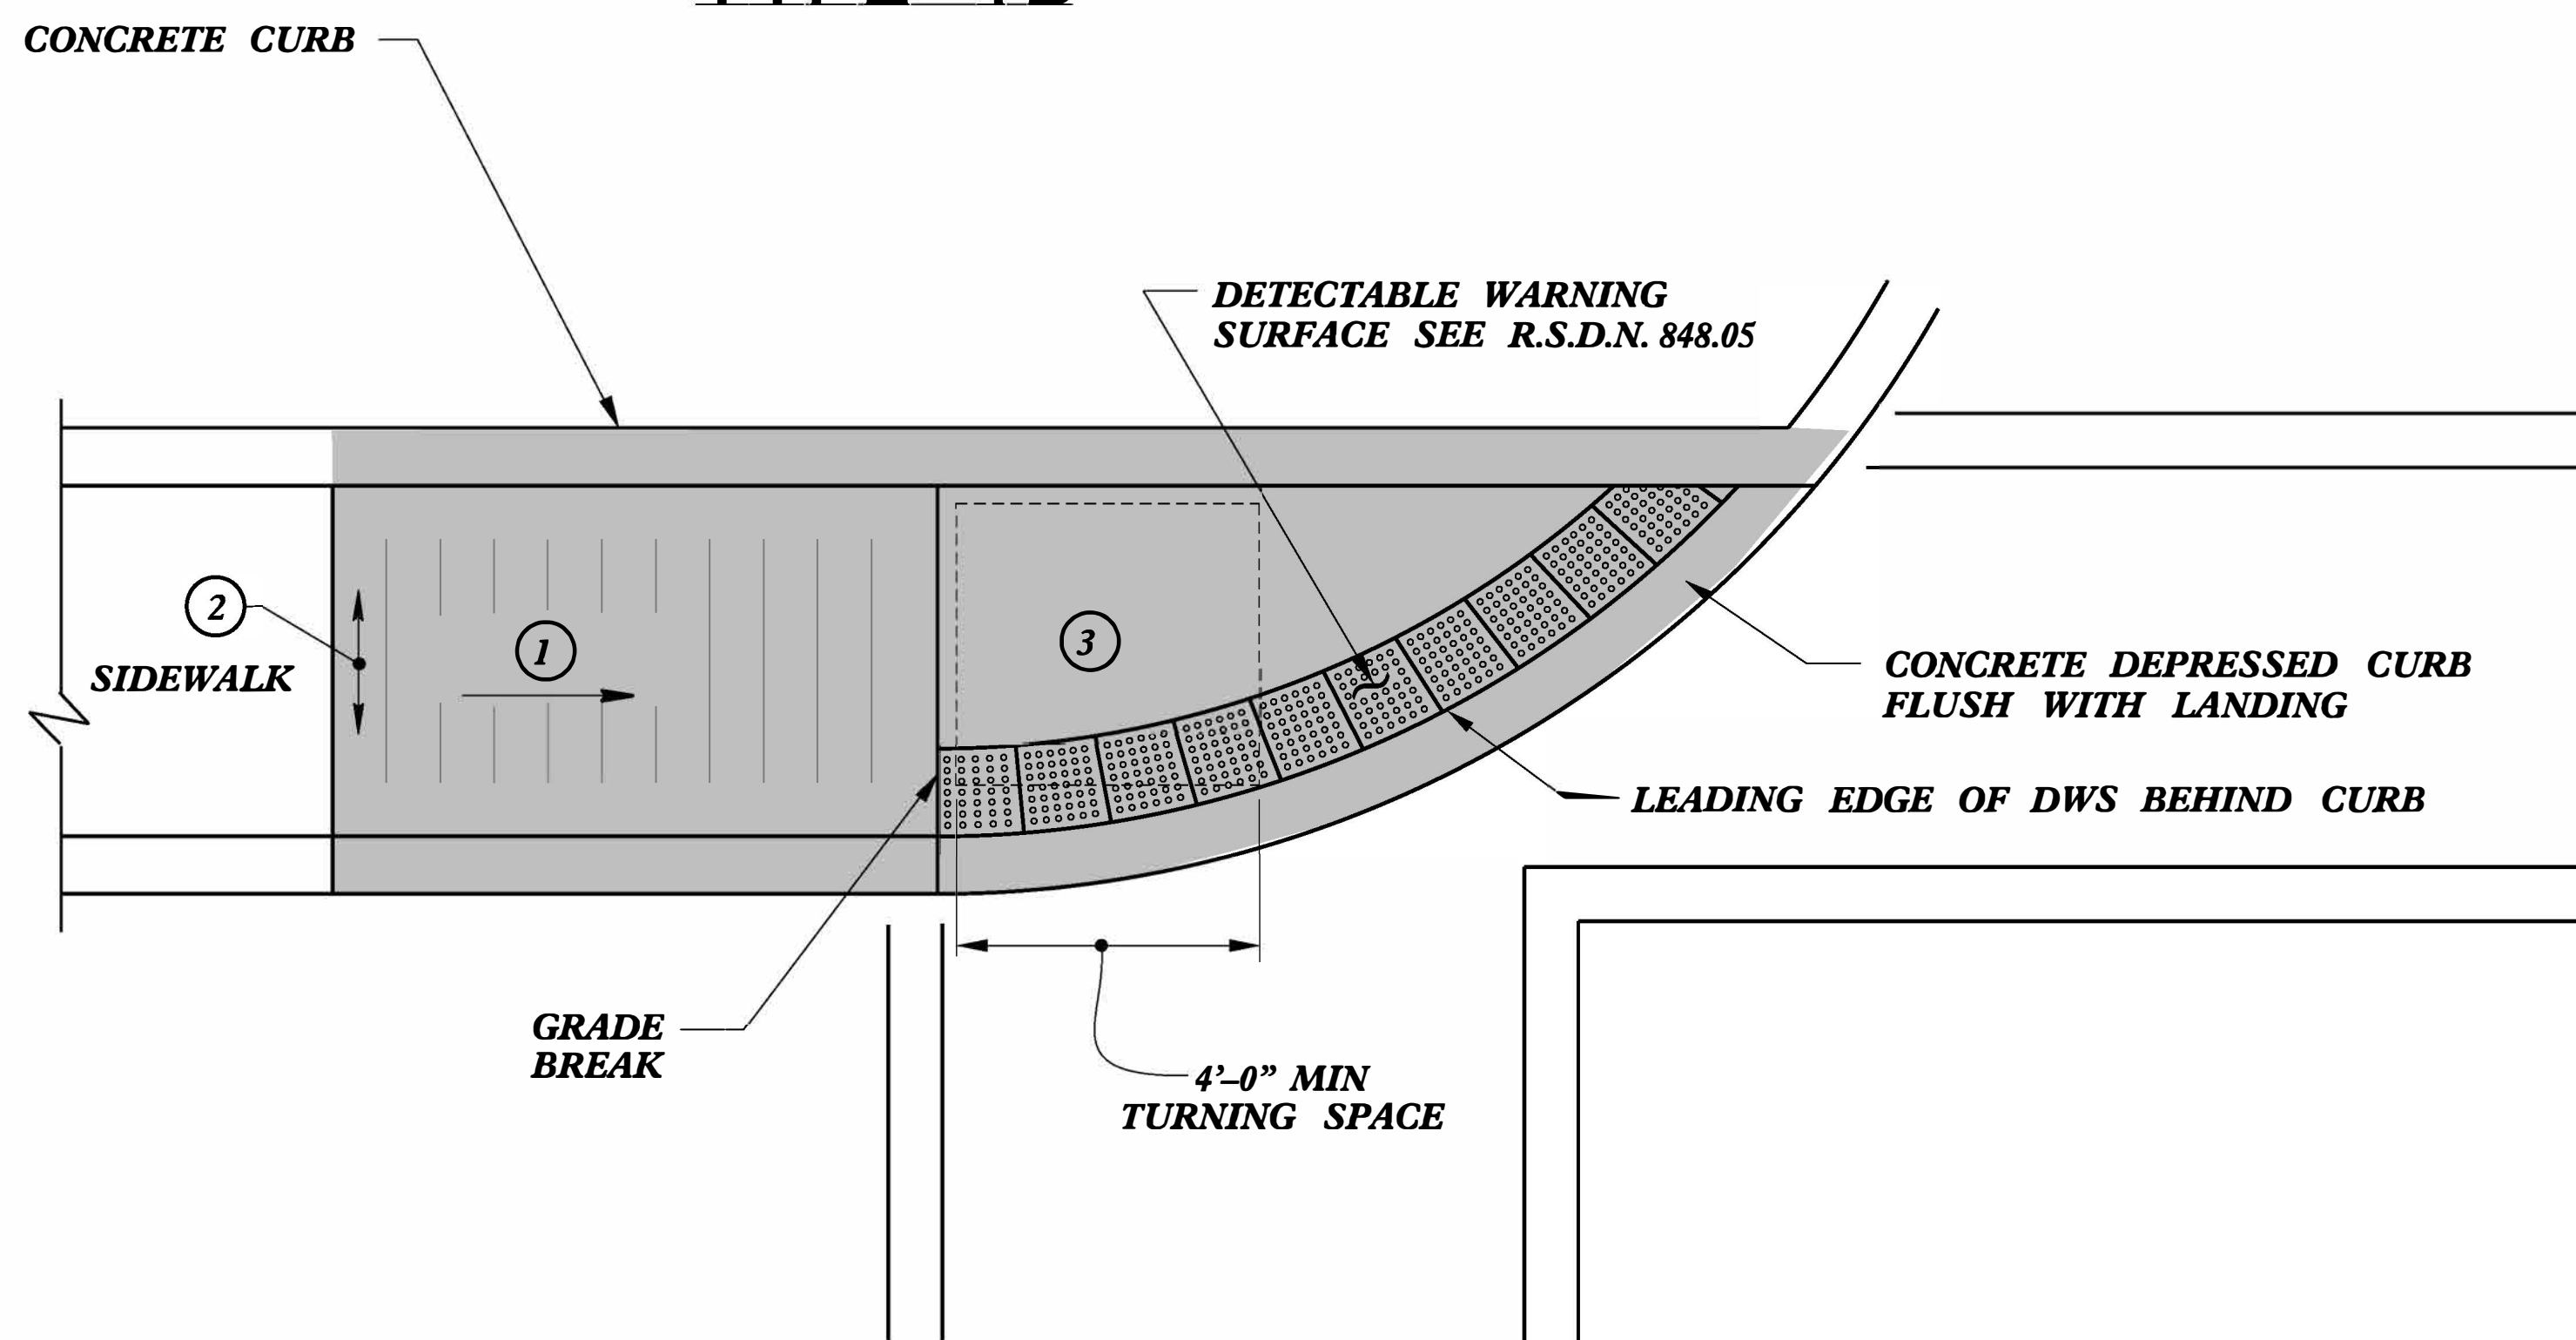 CONCRETE CURB
DETECTABLE WARNING
SURFACE SEE R.S.D.N. 848.05
2
SIDEWALK
1
3
CONCRETE DEPRESSED CURB
FLUSH WITH LANDING
LEADING EDGE OF DWS BEHIND CURB
GRADE
BREAK
4'–0” MIN
TURNING SPACE